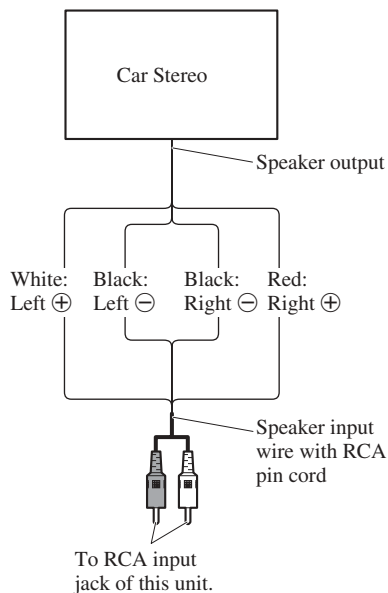 Car Stereo
Speaker output
White:
Left ⊕
Black:
Left ⊖
Black:
Right ⊖
Red:
Right ⊕
Speaker input
wire with RCA
pin cord
To RCA input
jack of this unit.